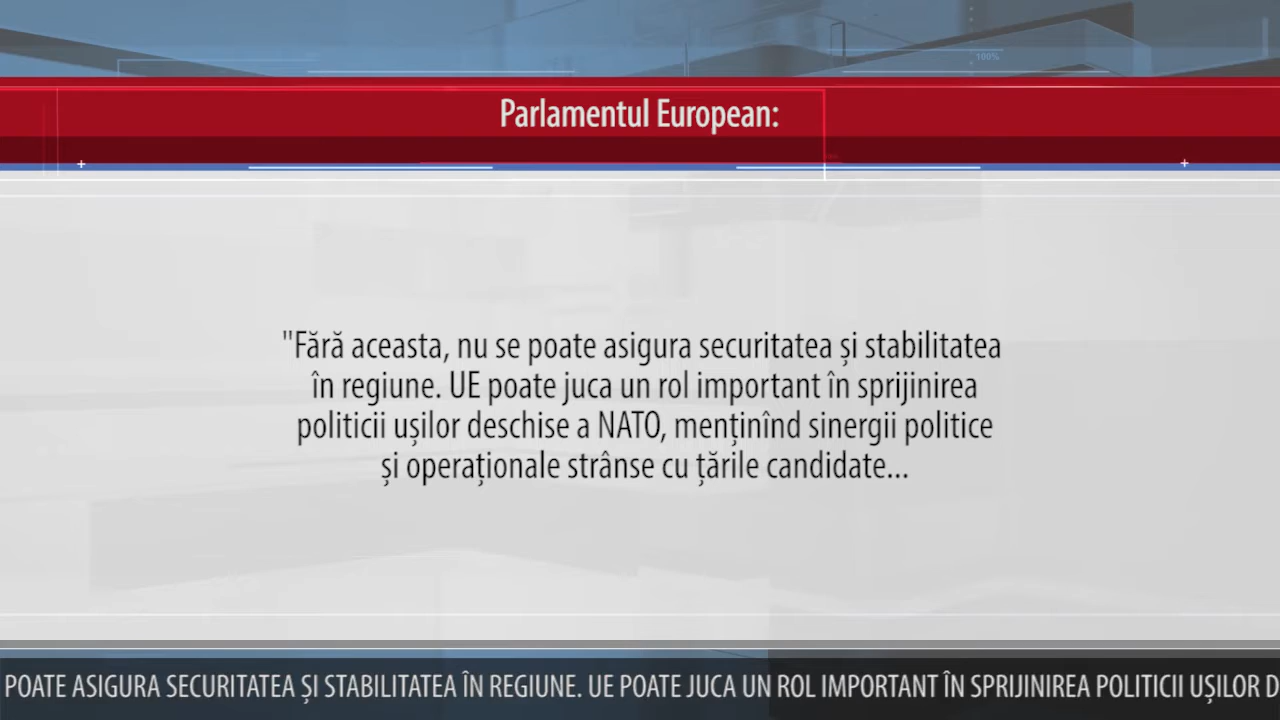 100%
Parlamentul European:
"Fără aceasta, nu se poate asigura securitatea și stabilitatea
în regiune. UE poate juca un rol important în sprijinirea
politicii ușilor deschise a NATO, menținînd sinergii politice
și operaționale strânse cu țările candidate...
POATE ASIGURA SECURITATEA ȘI STABILITATEA ÎN REGIUNE. UE POATE JUCA UN ROL IMPORTANT ÎN SPRIJINIREA POLITICII UȘILOR D